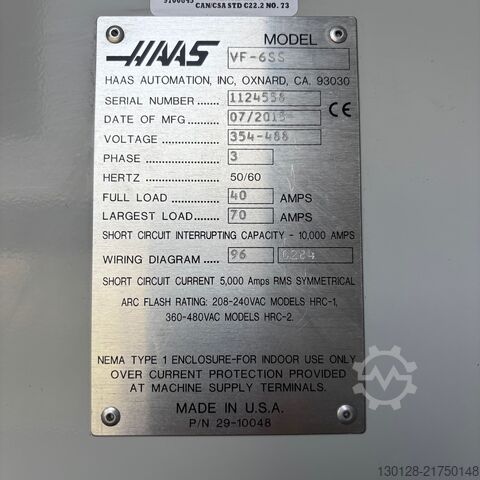 CAN/CSA STD C22.2 NO. 73
HAAS
MODEL
VF-6SS
HAAS AUTOMATION, INC, OXNARD, CA. 93030
SERIAL NUMBER ...... 1124558
DATE OF MFG ........ 07/2015
CE
VOLTAGE ................ 354-488
PHASE .................... 3
HERTZ .................... 50/60
FULL LOAD ............. 40 AMPS
LARGEST LOAD ....... 70 AMPS
SHORT CIRCUIT INTERRUPTING CAPACITY - 10,000 AMPS
WIRING DIAGRAM ..... 96 0284
SHORT CIRCUIT CURRENT 5,000 Amps RMS SYMMETRICAL
ARC FLASH RATING: 208-240VAC MODELS HRC-1,
360-480VAC MODELS HRC-2.
NEMA TYPE 1 ENCLOSURE-FOR INDOOR USE ONLY
OVER CURRENT PROTECTION PROVIDED
AT MACHINE SUPPLY TERMINALS.
MADE IN U.S.A.
P/N 29-10048
130128-21750148